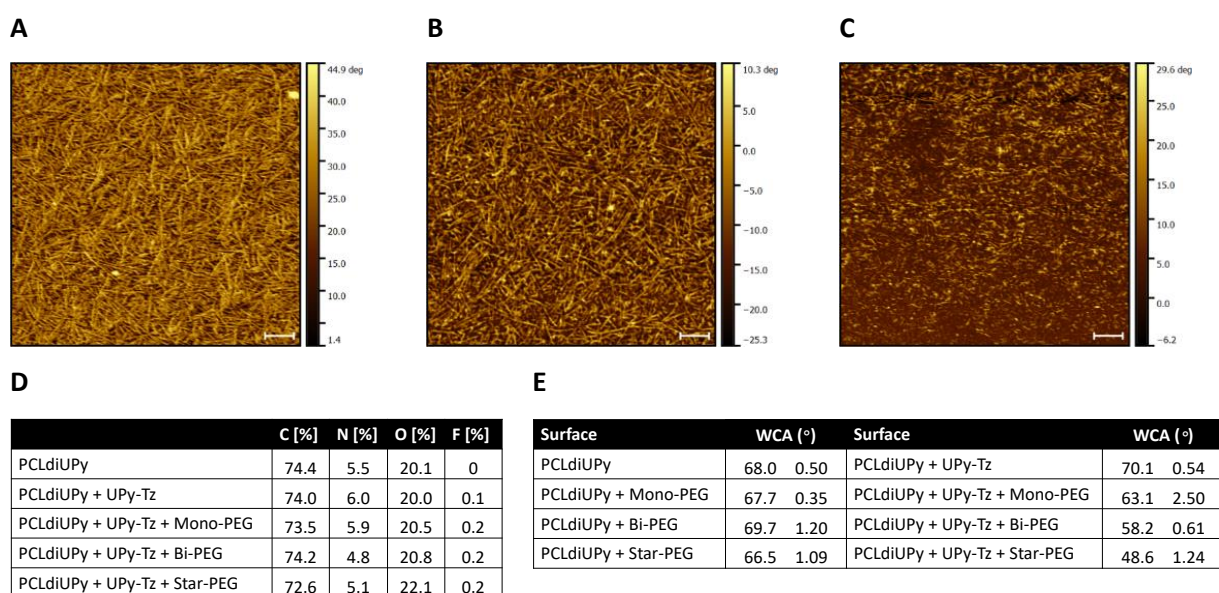 A
B
C
44.9 deg
40.0
35.0
30.0
25.0
20.0
15.0
10.0
1.4
10.3 deg
5.0
0.0
−5.0
−10.0
−15.0
−20.0
−25.3
29.6 deg
25.0
20.0
15.0
10.0
5.0
0.0
−6.2
D
C [%] N [%] O [%] F [%]
PCLdiUPy 74.4 5.5 20.1 0
PCLdiUPy + UPy-Tz 74.0 6.0 20.0 0.1
PCLdiUPy + UPy-Tz + Mono-PEG 73.5 5.9 20.5 0.2
PCLdiUPy + UPy-Tz + Bi-PEG 74.2 4.8 20.8 0.2
PCLdiUPy + UPy-Tz + Star-PEG 72.6 5.1 22.1 0.2
E
Surface WCA (°) Surface WCA (°)
PCLdiUPy 68.0 0.50 PCLdiUPy + UPy-Tz 70.1 0.54
PCLdiUPy + Mono-PEG 67.7 0.35 PCLdiUPy + UPy-Tz + Mono-PEG 63.1 2.50
PCLdiUPy + Bi-PEG 69.7 1.20 PCLdiUPy + UPy-Tz + Bi-PEG 58.2 0.61
PCLdiUPy + Star-PEG 66.5 1.09 PCLdiUPy + UPy-Tz + Star-PEG 48.6 1.24